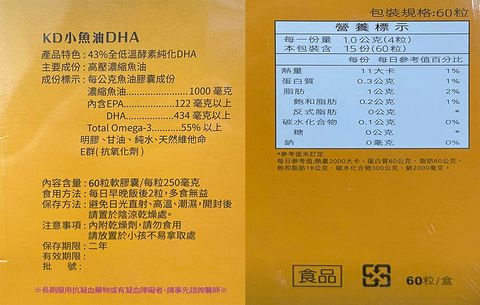 KD小魚油DHA
產品特色：43%全低溫酵素純化DHA
主要成份：高壓濃縮魚油
成份標示：每公克魚油膠囊成份
濃縮魚油......................1000 毫克
內含EPA.................122 毫克以上
DHA.................434 毫克以上
Total Omega-3..........55% 以上
明膠、甘油、純水、天然維他命
E群(抗氧化劑)
內容含量：60粒軟膠囊/每粒250毫克
食用方法：每日早晚飯後2粒，多食無益
保存方法：避免日光直射、高溫、潮濕，開封後
請置於陰涼乾燥處。
注意事項：內附乾燥劑，請勿食用
請放置於小孩不易拿取處
保存期限：二年
有效期限：
批 號：
※長期服用抗凝血藥物或有凝血障礙者，請事先諮詢醫師※
包裝規格：60粒
營養標示
每一份量 1.0公克(4粒)
本包裝含 15份(60粒)
每份 每日參考值百分比
熱量 11大卡 1%
蛋白質 0.3公克 1%
脂肪 1公克 2%
飽和脂肪 0.2公克 1%
反式脂肪 0公克 *
碳水化合物 0.1公克 0%
糖 0公克 *
鈉 0毫克 0%
*參考值未訂定
每日參考值：熱量2000大卡、蛋白質60公克、脂肪60公克、
飽和脂肪18公克、碳水化合物300公克、鈉2000毫克。
食品 60粒/盒